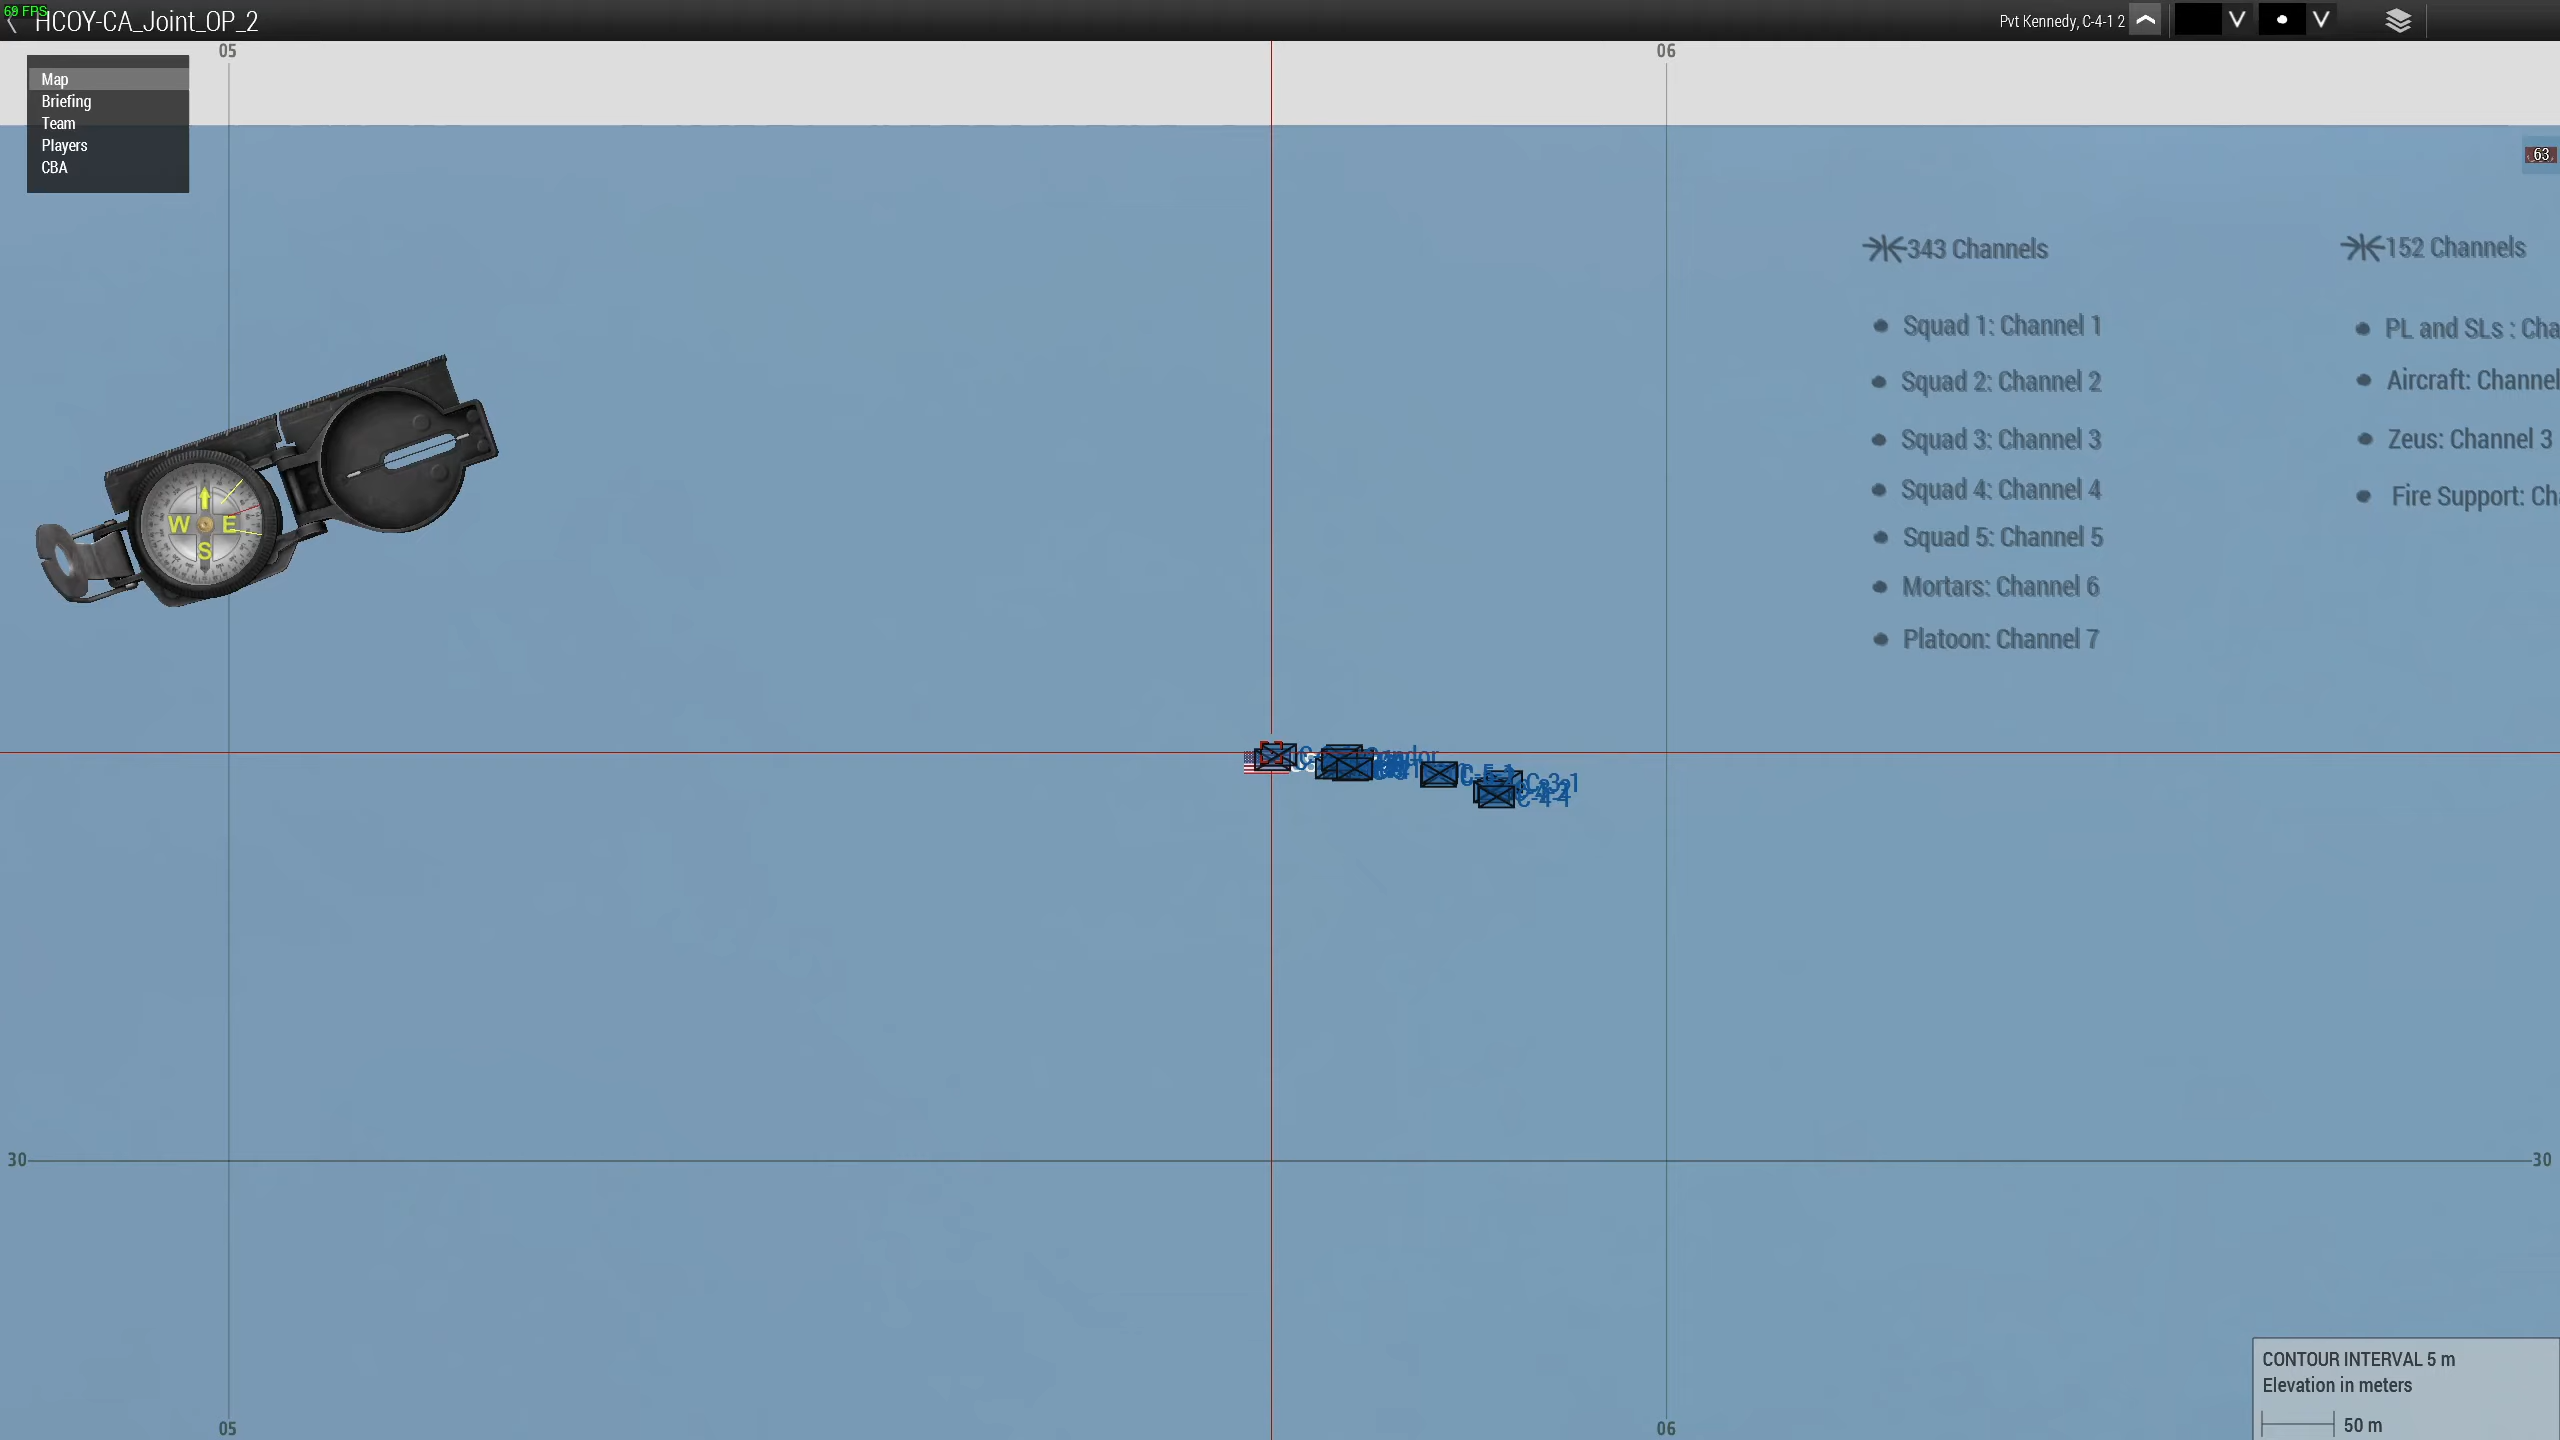 69 FPS
HCOY-CA_Joint_OP_2
Pvt Kennedy, C-4-1 2
05
06
Map
Briefing
Team
Players
CBA
63
343 Channels
152 Channels
Squad 1: Channel 1
PL and SLs : Cha
Squad 2: Channel 2
Aircraft: Channel
Squad 3: Channel 3
Zeus: Channel 3
Squad 4: Channel 4
Fire Support: Ch
Squad 5: Channel 5
Mortars: Channel 6
Platoon: Channel 7
W
E
S
C-3-1
30
30
CONTOUR INTERVAL 5 m
Elevation in meters
50 m
05
06